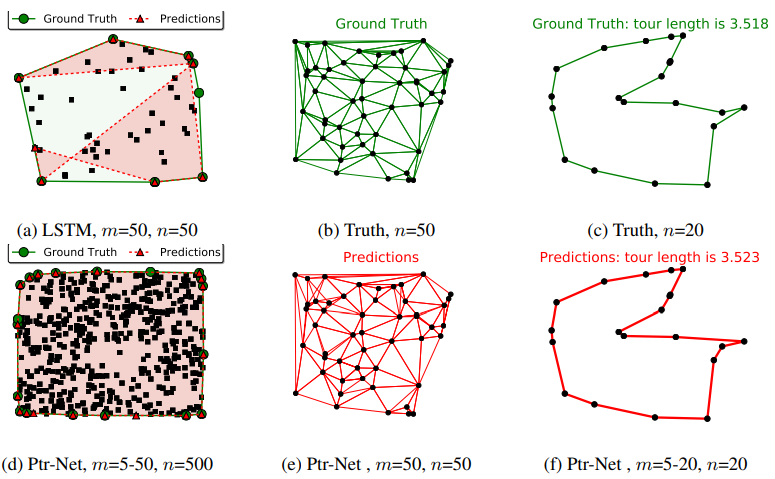 Ground Truth Predictions
Ground Truth
Ground Truth: tour length is 3.518
(a) LSTM, m=50, n=50
(b) Truth, n=50
(c) Truth, n=20
Ground Truth Predictions
Predictions
Predictions: tour length is 3.523
(d) Ptr-Net, m=5-50, n=500
(e) Ptr-Net , m=50, n=50
(f) Ptr-Net , m=5-20, n=20